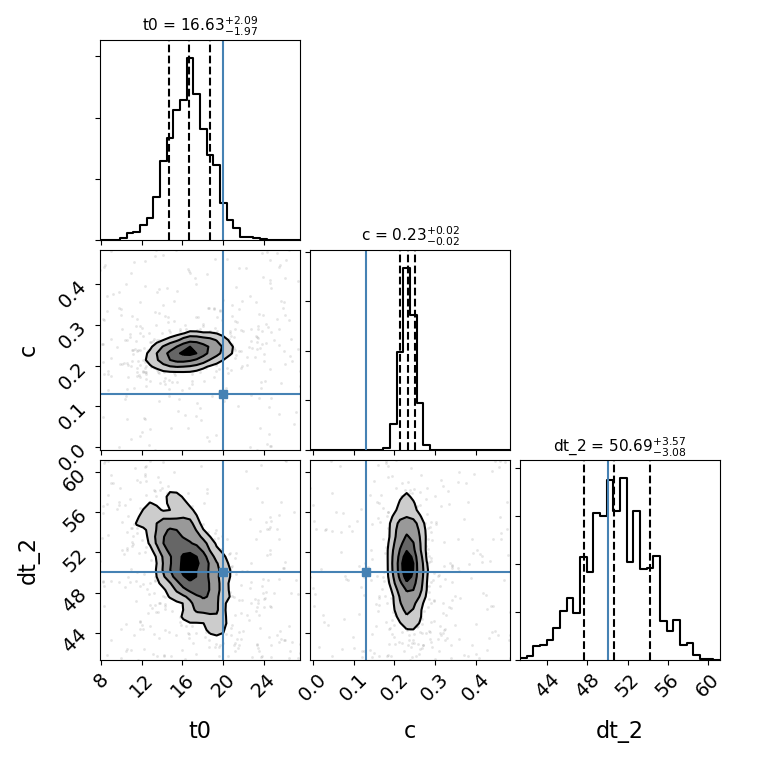 t0 = 16.63+2.09−1.97
c = 0.23+0.02−0.02
dt_2 = 50.69+3.57−3.08
c
0.4
0.3
0.2
0.1
0.0
dt_2
60
56
52
48
44
8 12 16 20 24
0.0 0.1 0.2 0.3 0.4
44 48 52 56 60
t0 c dt_2